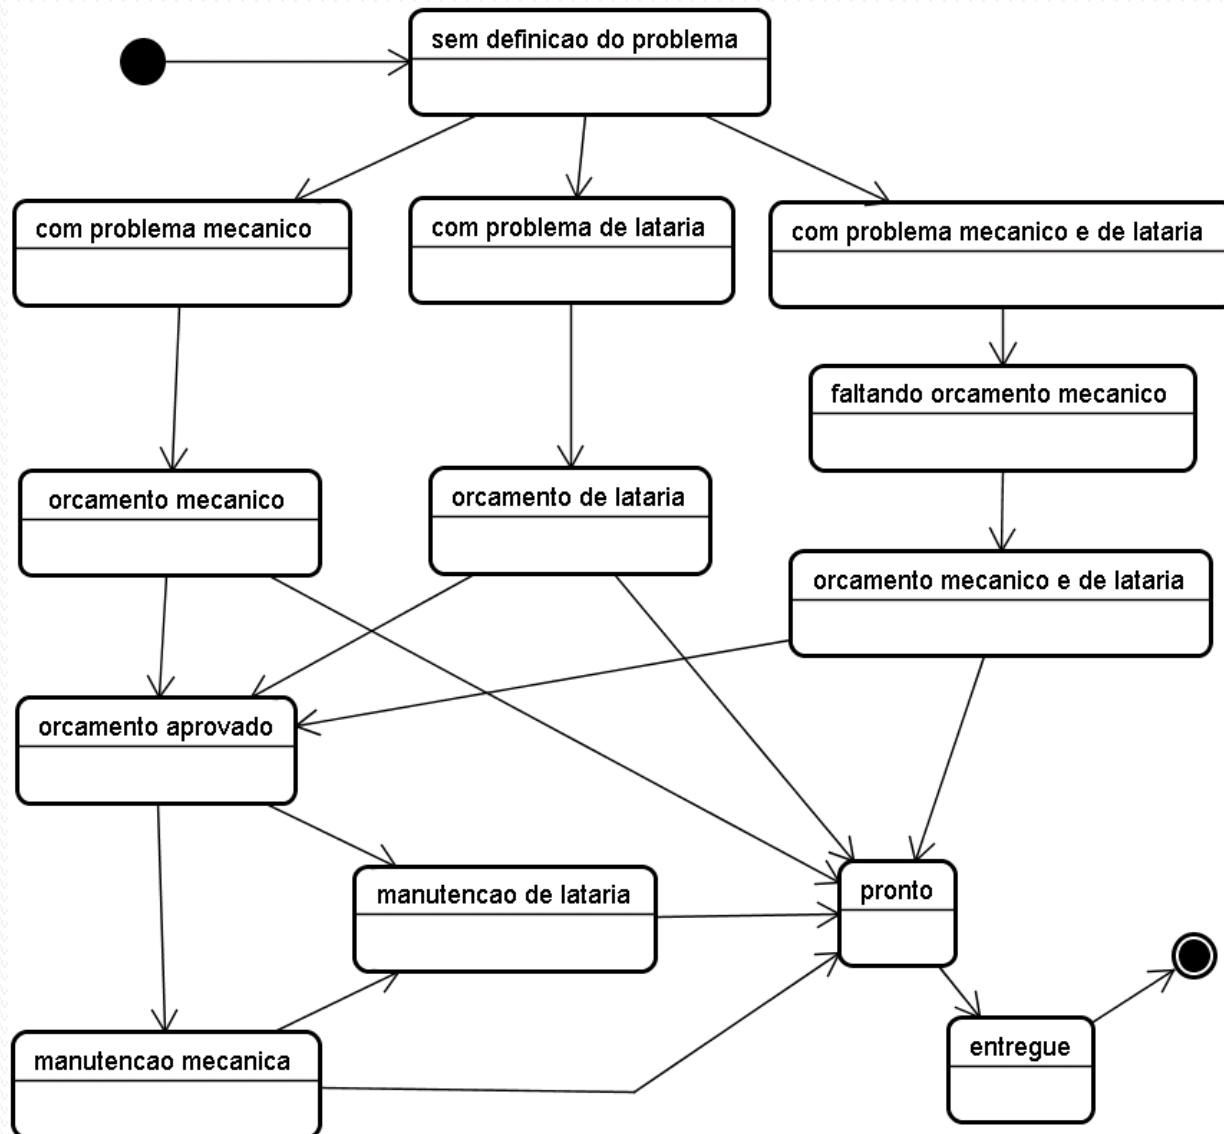 sem definicao do problema
com problema mecanico
com problema de lataria
com problema mecanico e de lataria
faltando orcamento mecanico
orcamento mecanico
orcamento de lataria
orcamento mecanico e de lataria
orcamento aprovado
manutencao de lataria
pronto
manutencao mecanica
entregue